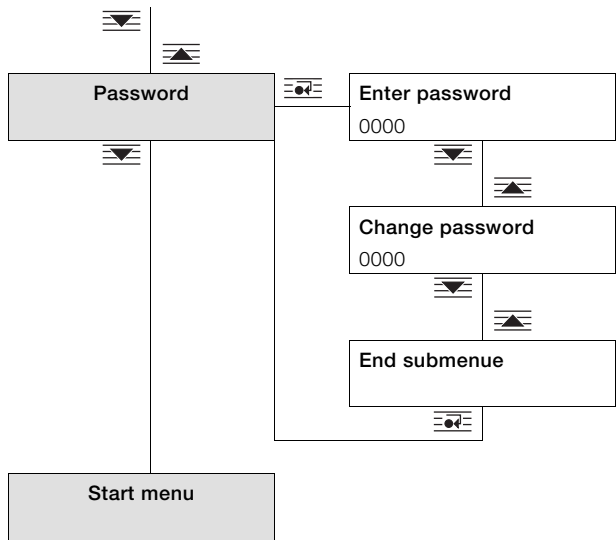 Password
Enter password
0000
Change password
0000
End submenue
Start menu